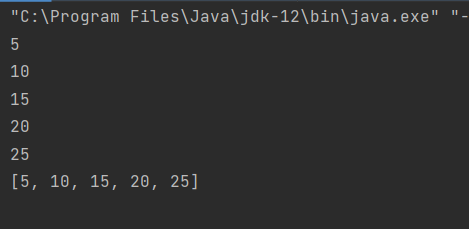 "C:\Program Files\Java\jdk-12\bin\java.exe" "-
5
10
15
20
25
[5, 10, 15, 20, 25]